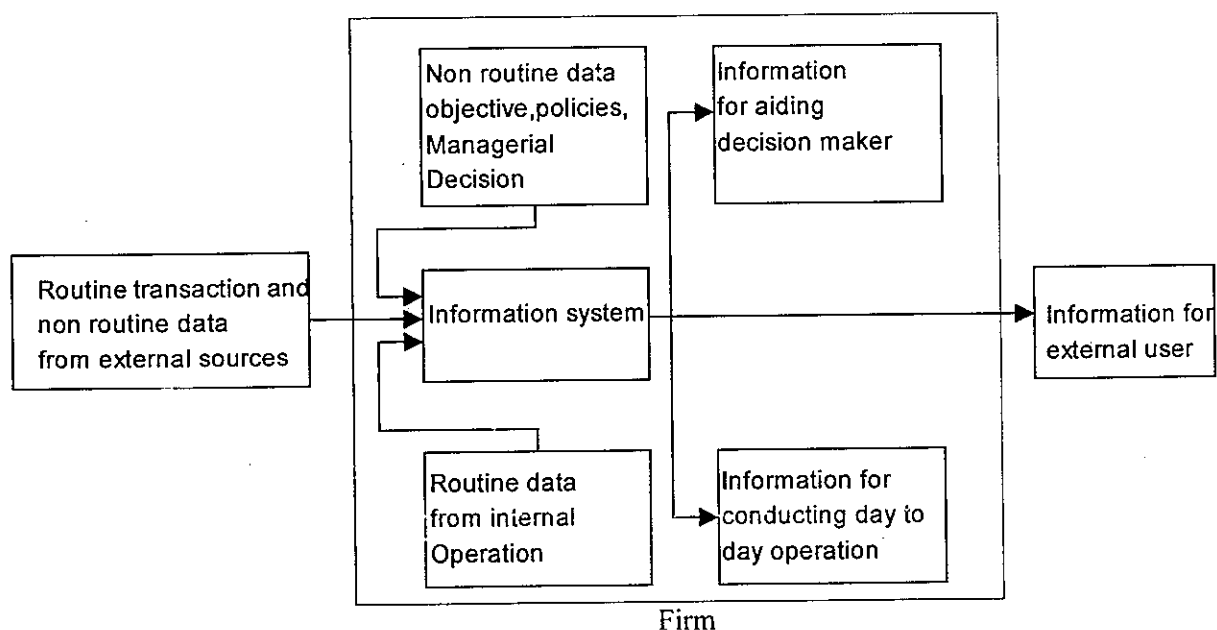 Non routine data
objective,policies,
Managerial
Decision
Information
for aiding
decision maker
Routine transaction and
non routine data
from external sources
Information system
Information for
external user
Routine data
from internal
Operation
Information for
conducting day to
day operation
Firm